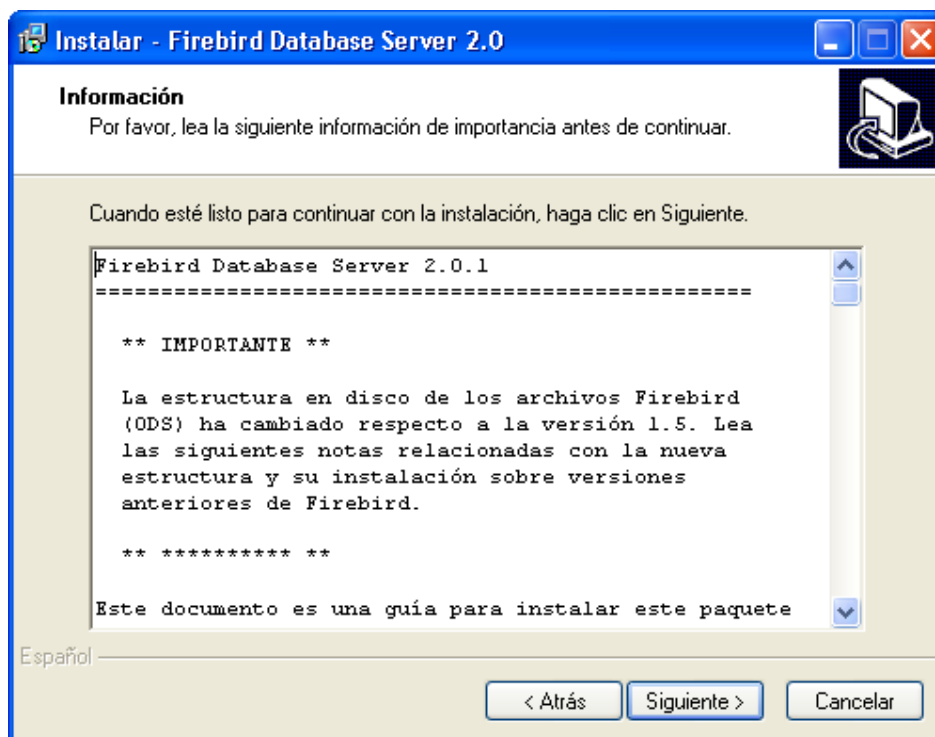 Instalar - Firebird Database Server 2.0
Información
Por favor, lea la siguiente información de importancia antes de continuar.
Cuando esté listo para continuar con la instalación, haga clic en Siguiente.
Firebird Database Server 2.0.1
==================================================
** IMPORTANTE **
La estructura en disco de los archivos Firebird
(ODS) ha cambiado respecto a la versión 1.5. Lea
las siguientes notas relacionadas con la nueva
estructura y su instalación sobre versiones
anteriores de Firebird.
** ********** **
Este documento es una guía para instalar este paquete
Español
< Atrás
Siguiente >
Cancelar